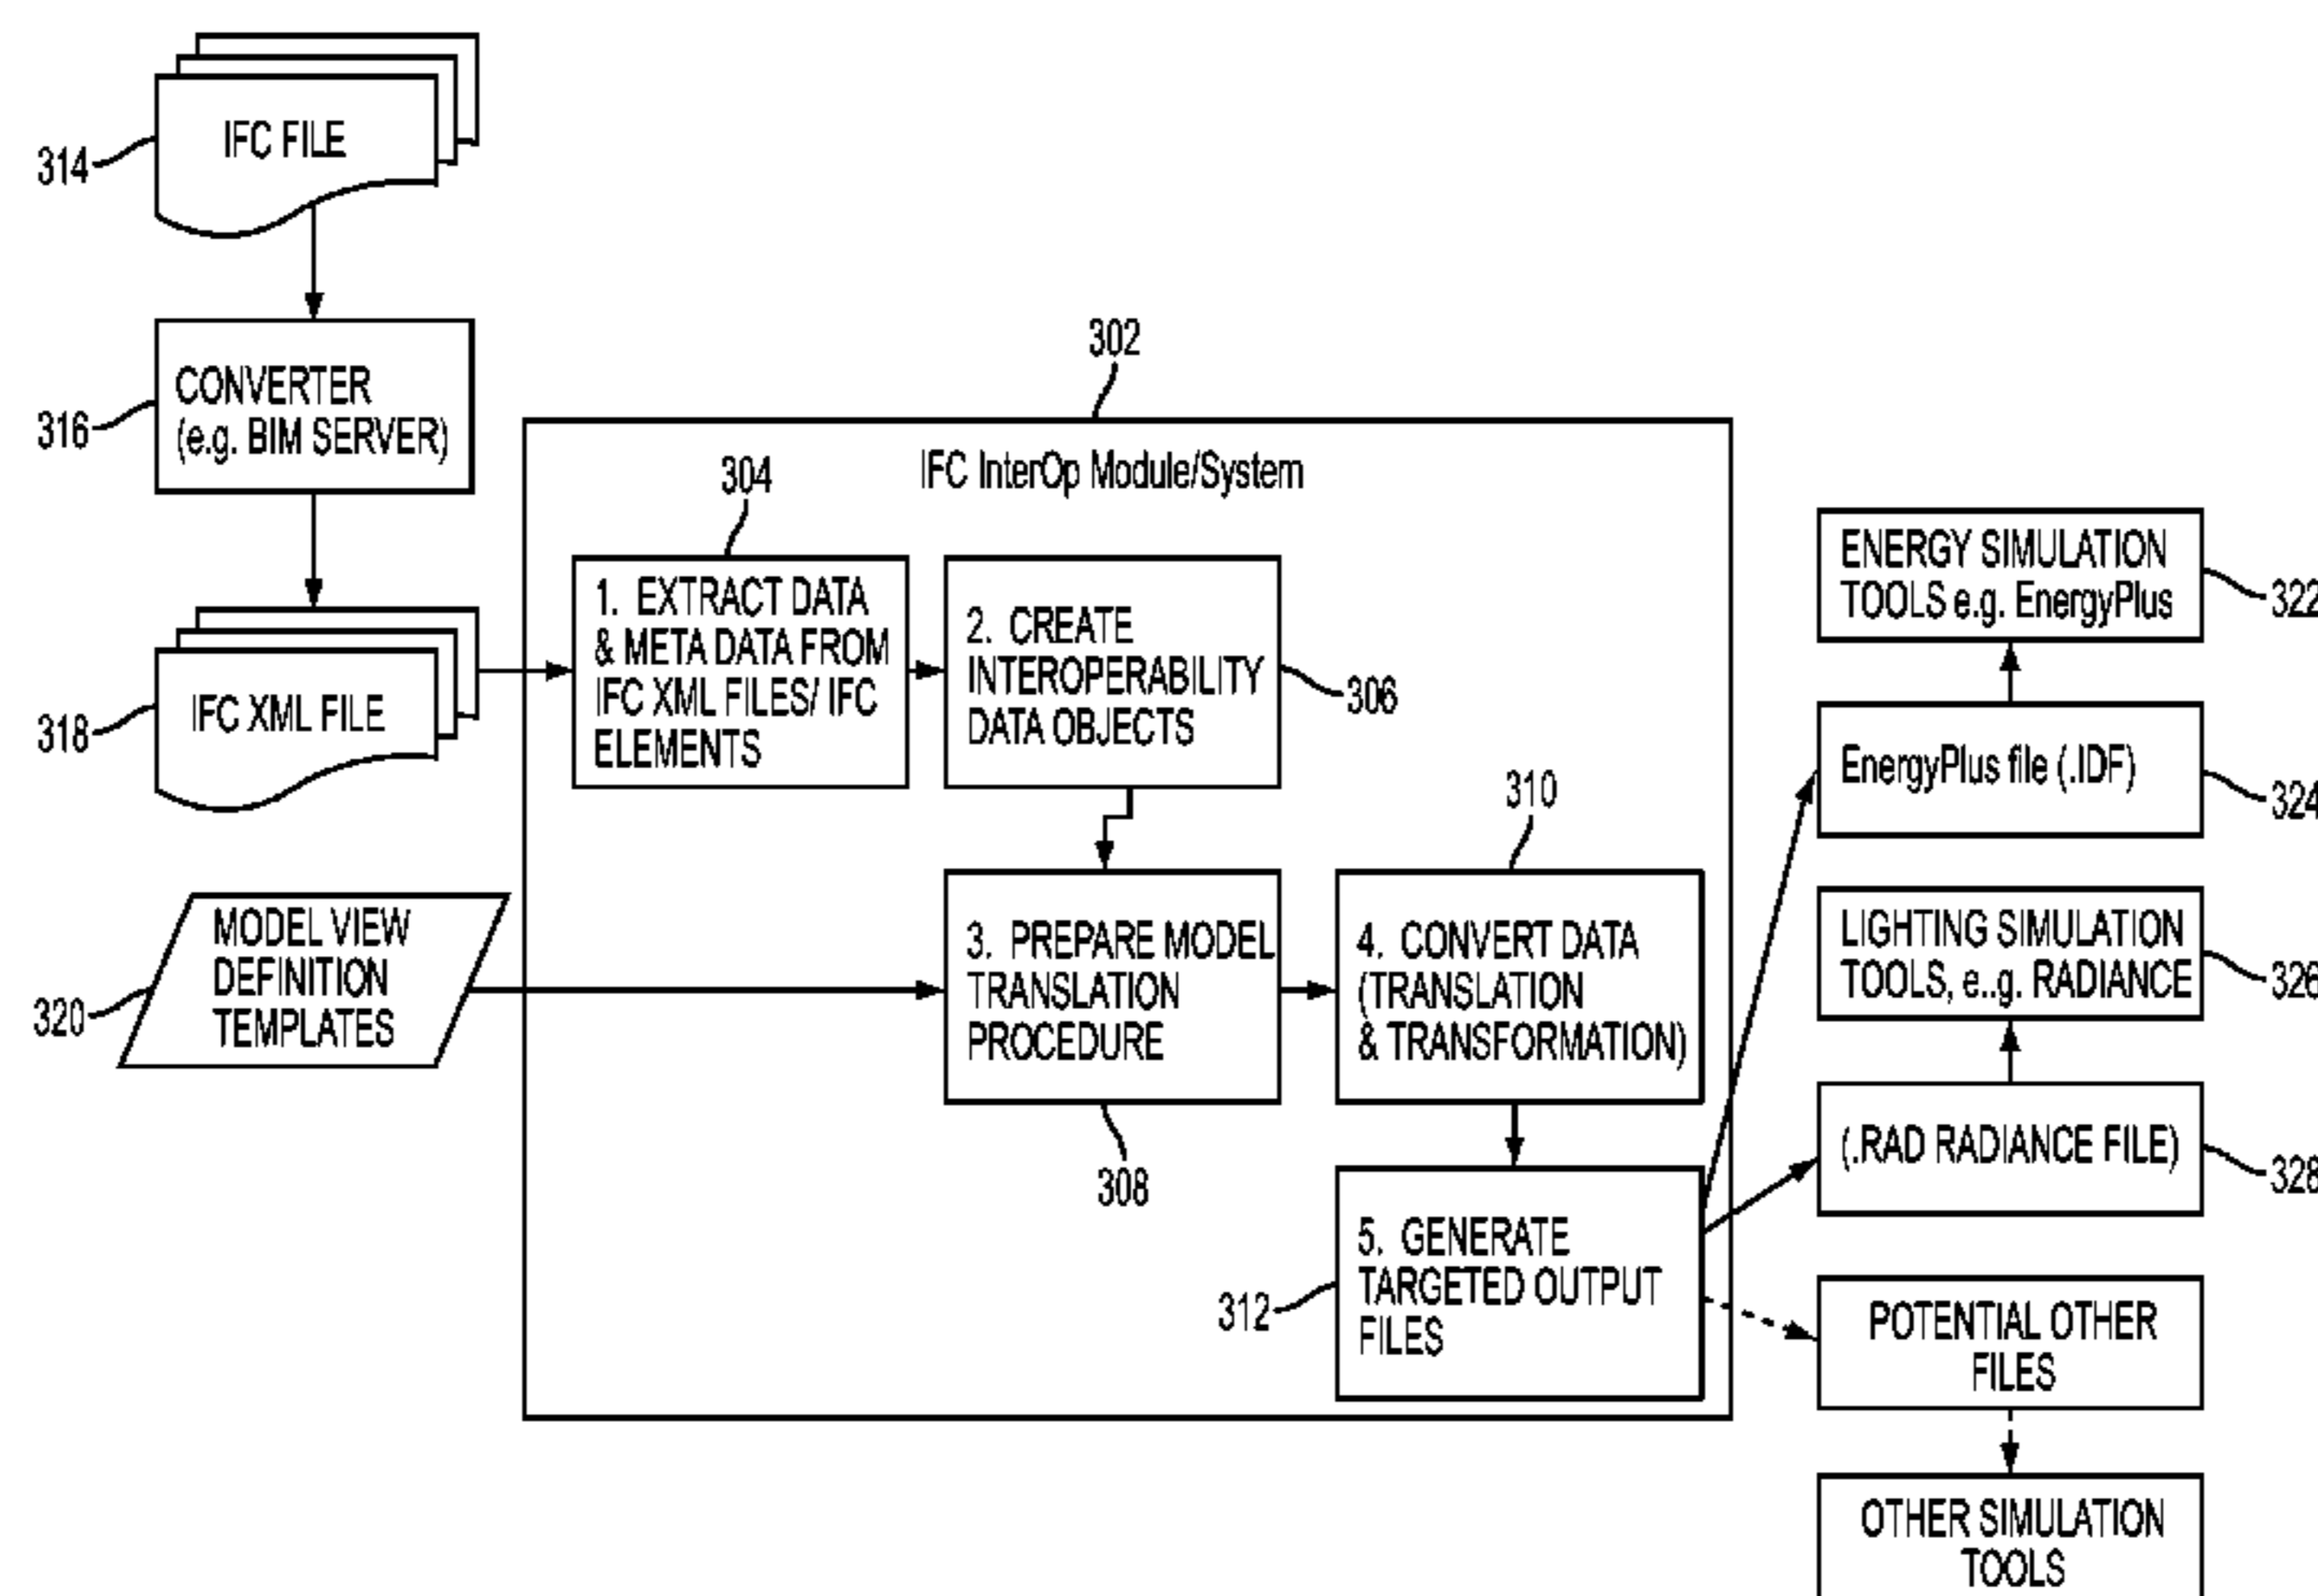 IFC FILE
314
CONVERTER
(e.g. BIM SERVER)
316
IFC XML FILE
318
MODEL VIEW
DEFINITION
TEMPLATES
320
302
IFC InterOp Module/System
304
1. EXTRACT DATA
& META DATA FROM
IFC XML FILES/ IFC
ELEMENTS
2. CREATE
INTEROPERABILITY
DATA OBJECTS
306
3. PREPARE MODEL
TRANSLATION
PROCEDURE
308
310
4. CONVERT DATA
(TRANSLATION
& TRANSFORMATION)
5. GENERATE
TARGETED OUTPUT
FILES
312
ENERGY SIMULATION
TOOLS e.g. EnergyPlus
322
EnergyPlus file (.IDF)
324
LIGHTING SIMULATION
TOOLS, e..g. RADIANCE
326
(.RAD RADIANCE FILE)
328
POTENTIAL OTHER
FILES
OTHER SIMULATION
TOOLS